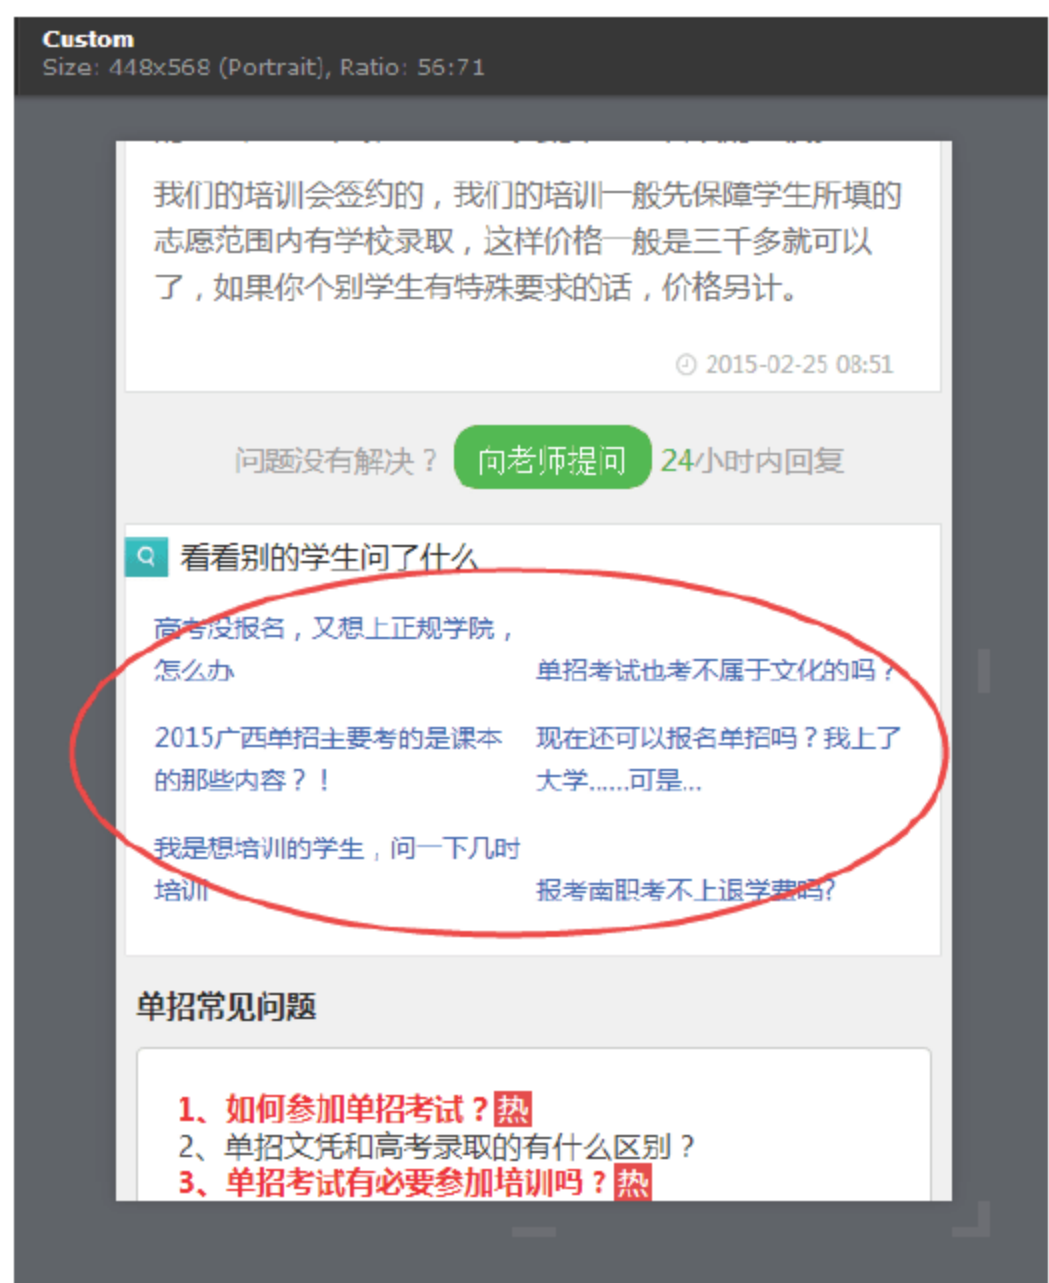 Custom
Size: 448x568 (Portrait), Ratio: 56:71
我们的培训会签约的，我们的培训一般先保障学生所填的
志愿范围内有学校录取，这样价格一般是三千多就可以
了，如果你个别学生有特殊要求的话，价格另计。
2015-02-25 08:51
问题没有解决？ 向老师提问 24小时内回复
看看别的学生问了什么
高考没报名，又想上正规学院，
怎么办
单招考试也考不属于文化的吗？
2015广西单招主要考的是课本
的那些内容？！
现在还可以报名单招吗？我上了
大学......可是...
我是想培训的学生，问一下几时
培训
报考南职考不上退学费吗?
单招常见问题
1、如何参加单招考试？热
2、单招文凭和高考录取的有什么区别？
3、单招考试有必要参加培训吗？热